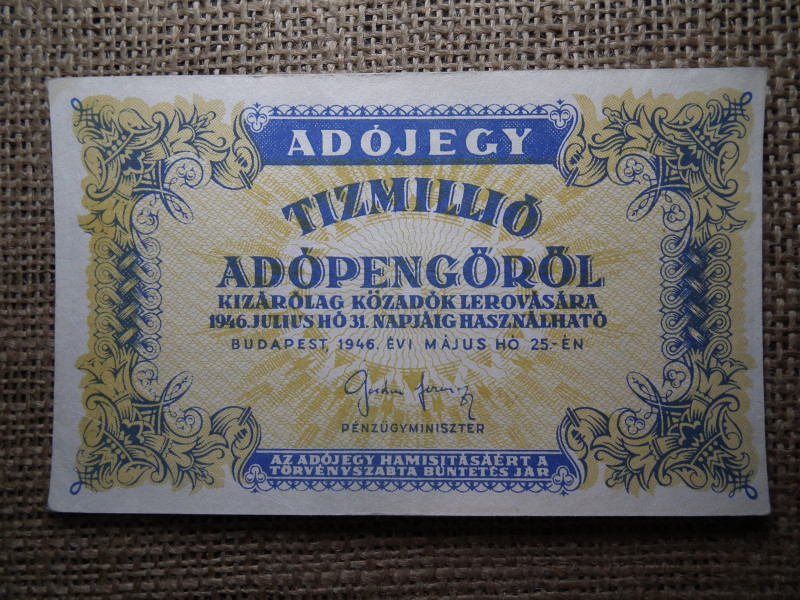 ADÓJEGY
TIZMILLIÓ
ADÓPENGŐRŐL
KIZÁRÓLAG KÖZADÓK LEROVÁSÁRA
1946. JULIUS HÓ 31. NAPJÁIG HASZNÁLHATÓ
BUDAPEST, 1946. ÉVI MÁJUS HÓ 25.-ÉN
PÉNZÜGYMINISZTER
AZ ADÓJEGY HAMISITÁSÁÉRT A
TÖRVÉNYSZABTA BÜNTETÉS JÁR